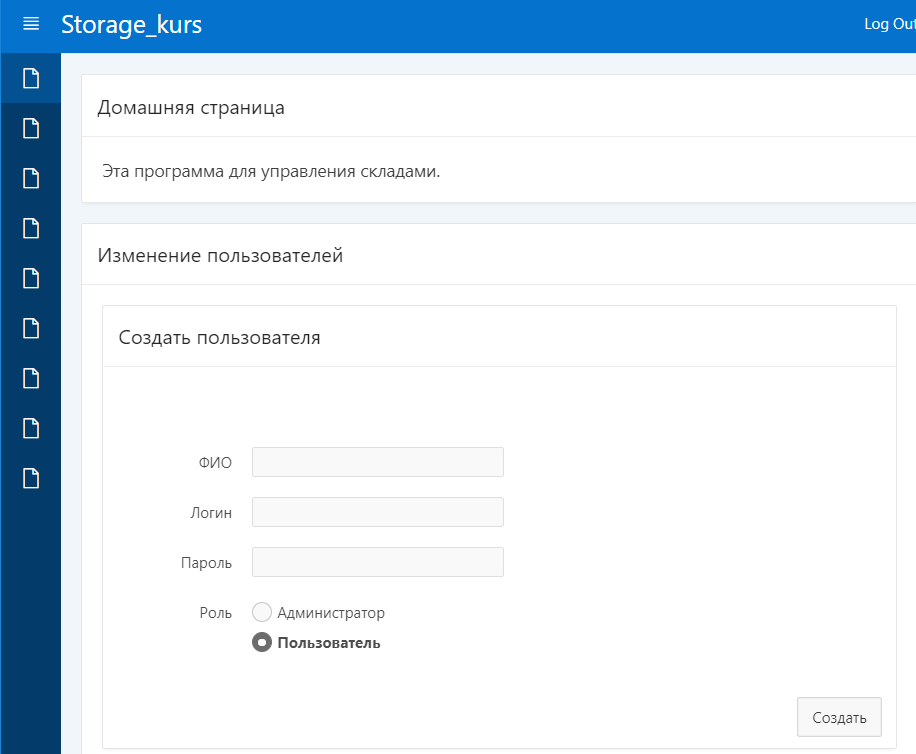 Storage_kurs
Log Out
Домашняя страница
Эта программа для управления складами.
Изменение пользователей
Создать пользователя
ФИО
Логин
Пароль
Роль
Администратор
Пользователь
Создать